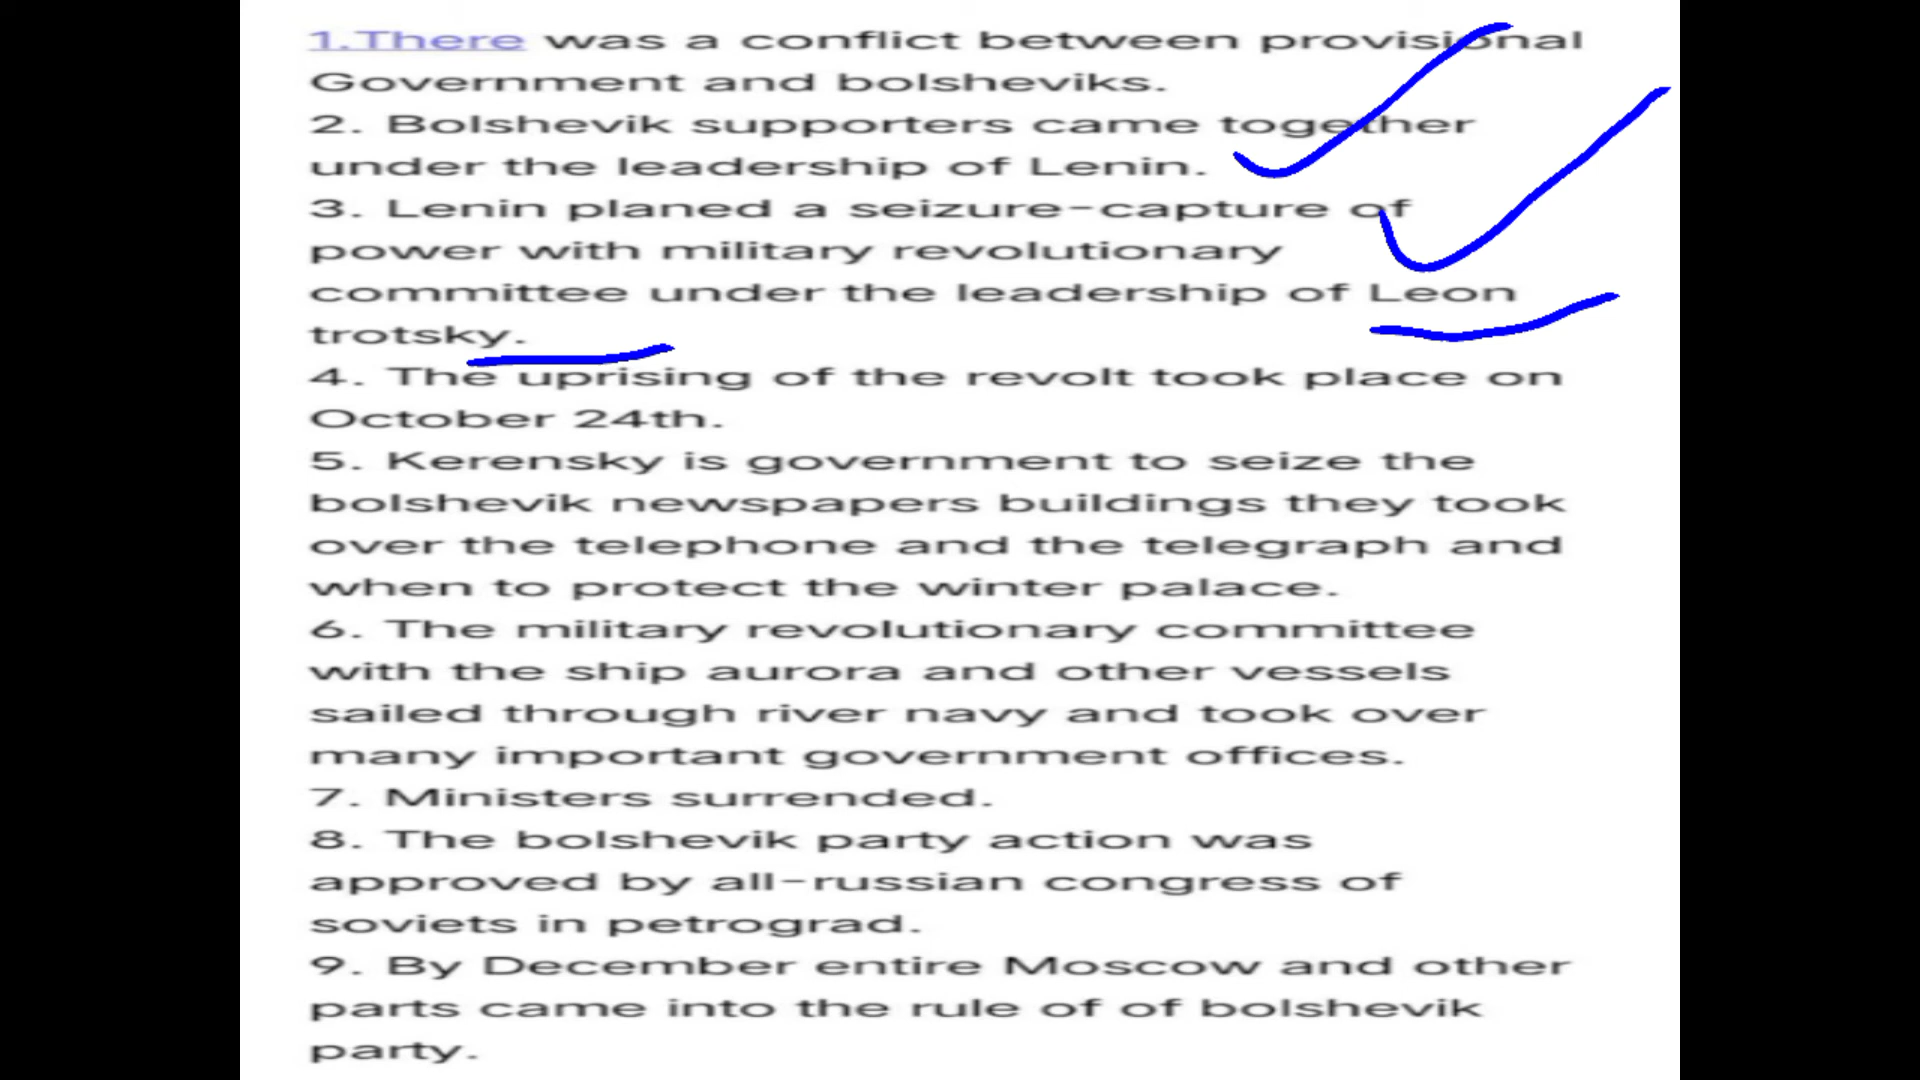 1.There was a conflict between provisional
Government and bolsheviks.
2. Bolshevik supporters came together
under the leadership of Lenin.
3. Lenin planed a seizure-capture of
power with military revolutionary
committee under the leadership of Leon
trotsky.
4. The uprising of the revolt took place on
October 24th.
5. Kerensky is government to seize the
bolshevik newspapers buildings they took
over the telephone and the telegraph and
when to protect the winter palace.
6. The military revolutionary committee
with the ship aurora and other vessels
sailed through river navy and took over
many important government offices.
7. Ministers surrended.
8. The bolshevik party action was
approved by all-russian congress of
soviets in petrograd.
9. By December entire Moscow and other
parts came into the rule of of bolshevik
party.